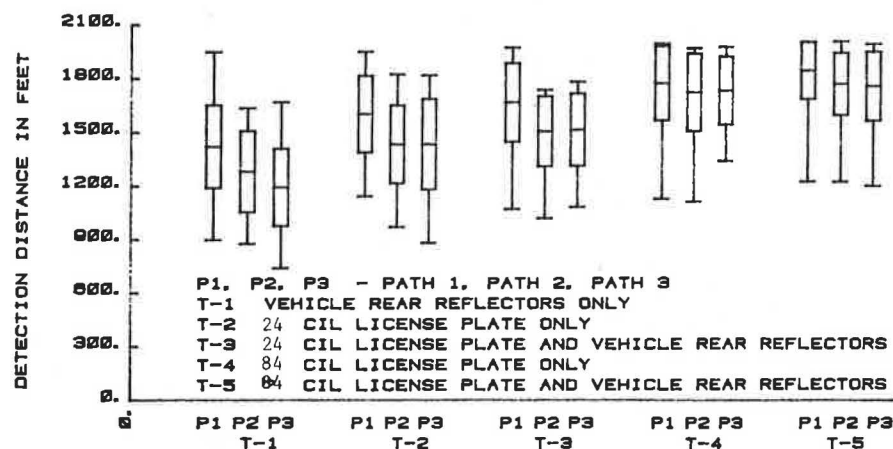 2100.
1800.
1500.
1200.
900.
600.
300.
0.
DETECTION DISTANCE IN FEET
P1, P2, P3 - PATH 1, PATH 2, PATH 3
T-1 VEHICLE REAR REFLECTORS ONLY
T-2 24 CIL LICENSE PLATE ONLY
T-3 24 CIL LICENSE PLATE AND VEHICLE REAR REFLECTORS
T-4 84 CIL LICENSE PLATE ONLY
T-5 84 CIL LICENSE PLATE AND VEHICLE REAR REFLECTORS
0.
P1 P2 P3 P1 P2 P3 P1 P2 P3 P1 P2 P3 P1 P2 P3
T-1 T-2 T-3 T-4 T-5